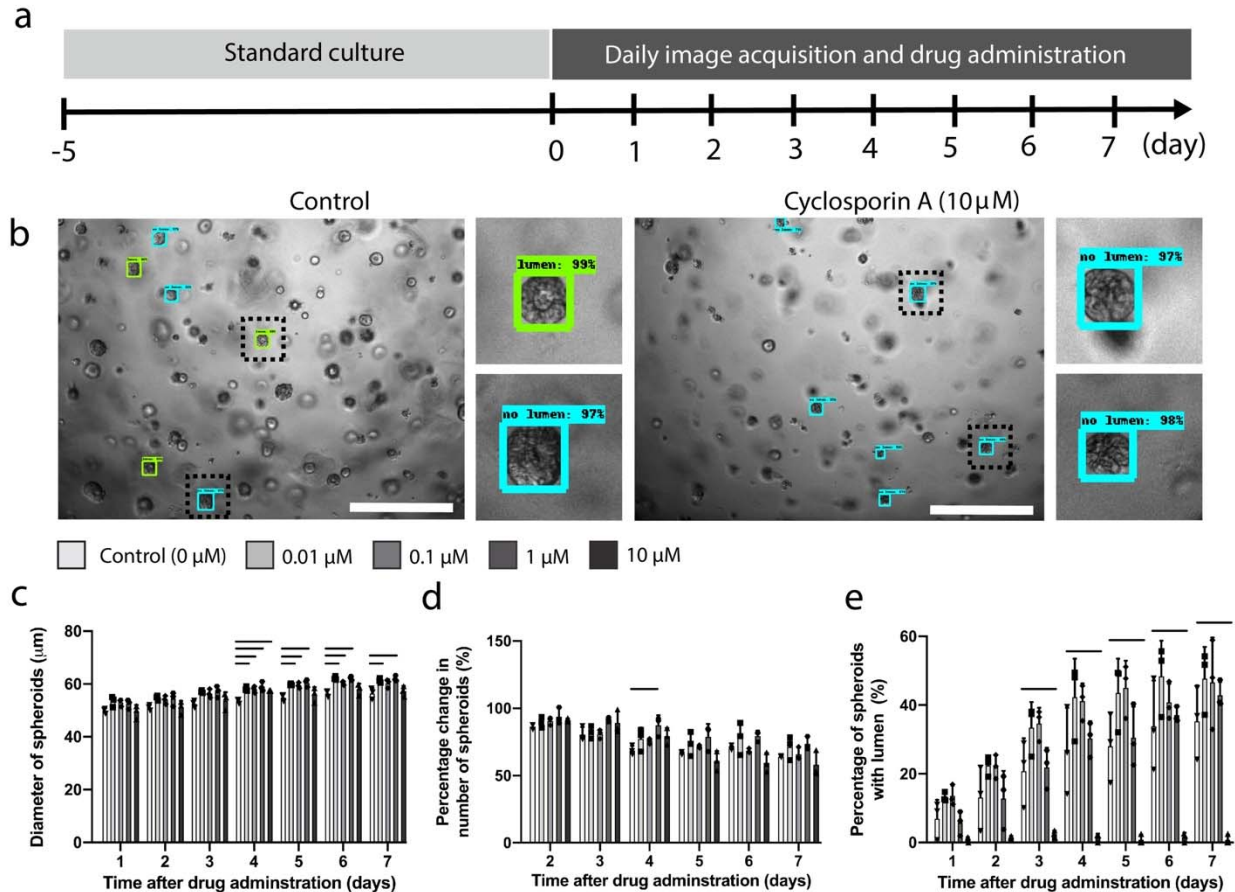 a
Standard culture
Daily image acquisition and drug administration
-5
0
1
2
3
4
5
6
7
(day)
Control
Cyclosporin A (10 μM)
b
lumen: 99%
no lumen: 97%
no lumen: 97%
no lumen: 98%
Control (0 μM)
0.01 μM
0.1 μM
1 μM
10 μM
c
Diameter of spheroids (μm)
80
60
40
20
0
1
2
3
4
5
6
7
Time after drug adminstration (days)
d
Percentage change in
number of spheroids (%)
150
100
50
0
2
3
4
5
6
7
Time after drug adminstration (days)
e
Percentage of spheroids
with lumen (%)
60
40
20
0
1
2
3
4
5
6
7
Time after drug adminstration (days)